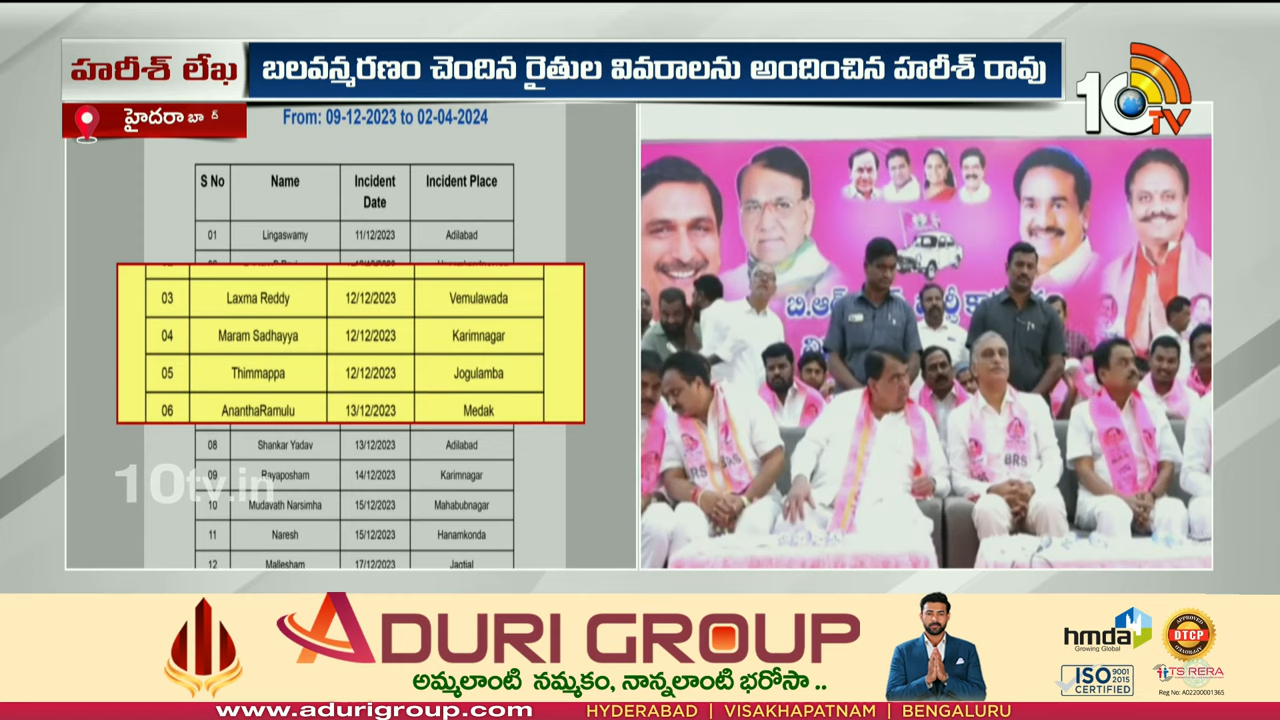 హరీశ్ లేఖ
బలవన్మరణం చెందిన రైతుల వివరాలను అందించిన హరీశ్ రావు
10TV
హైదరాబాద్
From: 09-12-2023 to 02-04-2024
S No Name Incident Date Incident Place
01 Lingaswamy 11/12/2023 Adilabad
03 Laxma Reddy 12/12/2023 Vemulawada
04 Maram Sadhayya 12/12/2023 Karimnagar
05 Thimmappa 12/12/2023 Jogulamba
06 AnanthaRamulu 13/12/2023 Medak
08 Shankar Yadav 13/12/2023 Adilabad
09 Rayaposham 14/12/2023 Karimnagar
10 Mudavath Narsimha 15/12/2023 Mahabubnagar
11 Naresh 15/12/2023 Hanamkonda
12 Mallesham 17/12/2023 Jagtial
10tv.in
BRS
BRS
ADURI GROUP
అమ్మలాంటి నమ్మకం, నాన్నలాంటి భరోసా ..
hmda
Growing Global
APPROVED
DTCP
APPROVED
ISO 9001 2015
CERTIFIED
TS RERA
Reg No: A02200001365
www.adurigroup.com
HYDERABAD | VISAKHAPATNAM | BENGALURU